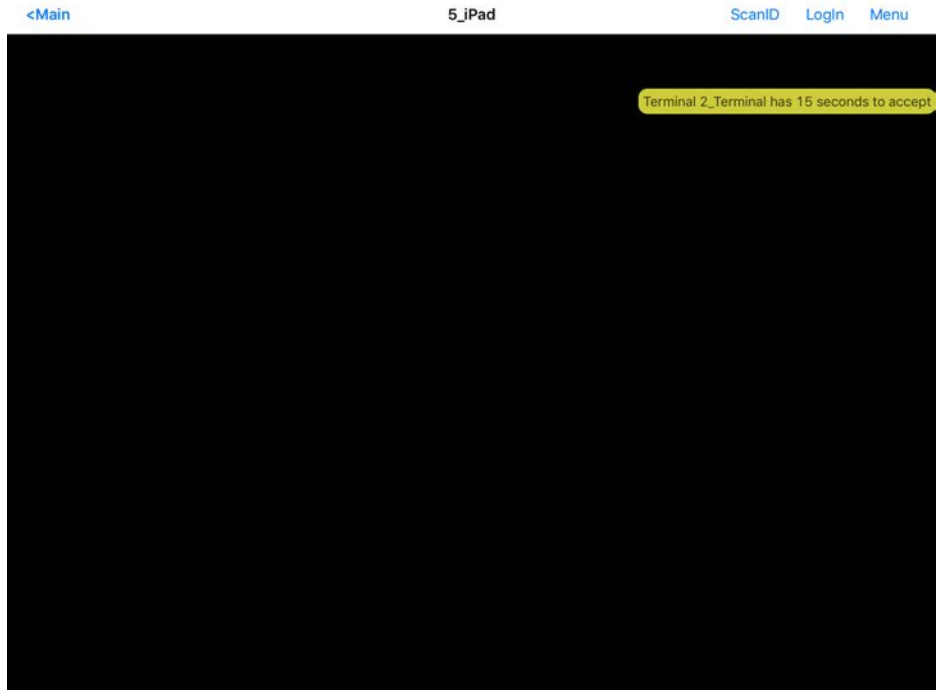 <Main 5_iPad ScanID LogIn Menu
Terminal 2_Terminal has 15 seconds to accept